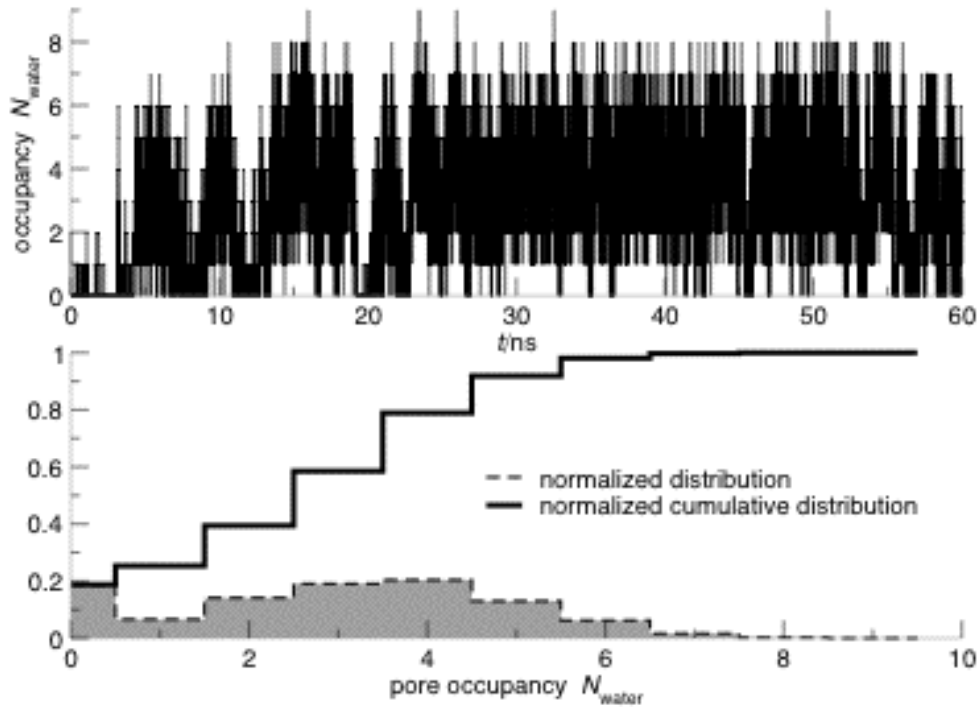 occupancy N_water
8
6
4
2
0
0 10 20 30 40 50 60
t/ns
1
0.8
0.6
0.4
0.2
0
normalized distribution
normalized cumulative distribution
0 2 4 6 8 10
pore occupancy N_water